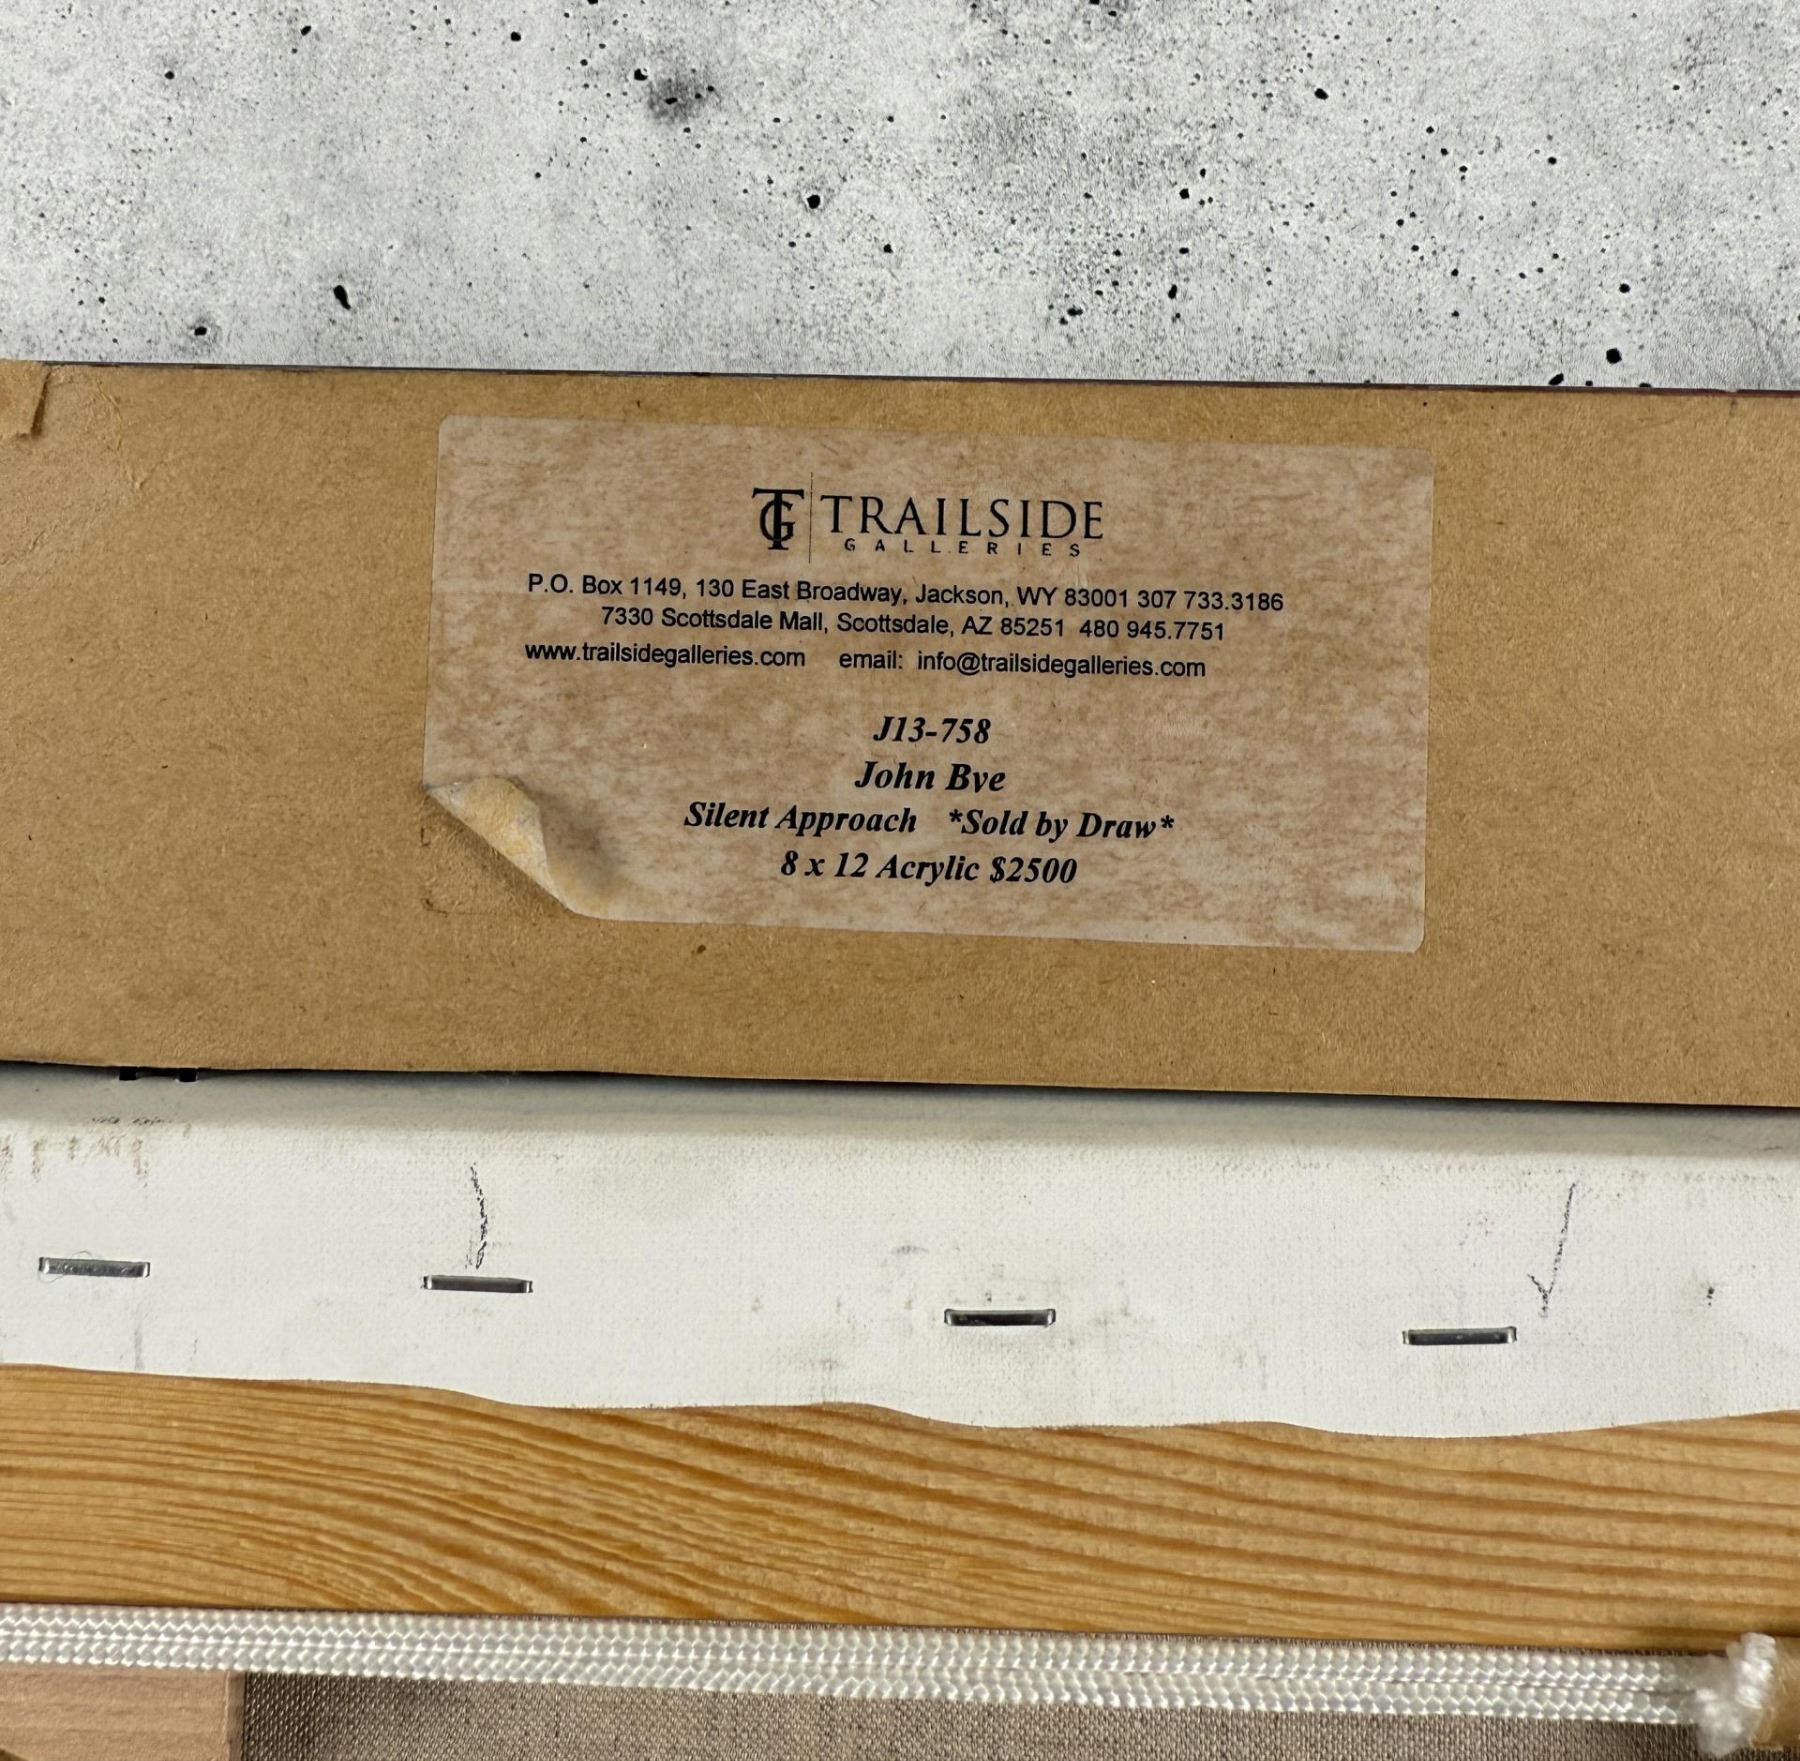 TG TRAILSIDE
GALLERIES
P.O. Box 1149, 130 East Broadway, Jackson, WY 83001 307 733.3186
7330 Scottsdale Mall, Scottsdale, AZ 85251 480 945.7751
www.trailsidegalleries.com email: info@trailsidegalleries.com
J13-758
John Bye
Silent Approach *Sold by Draw*
8 x 12 Acrylic $2500